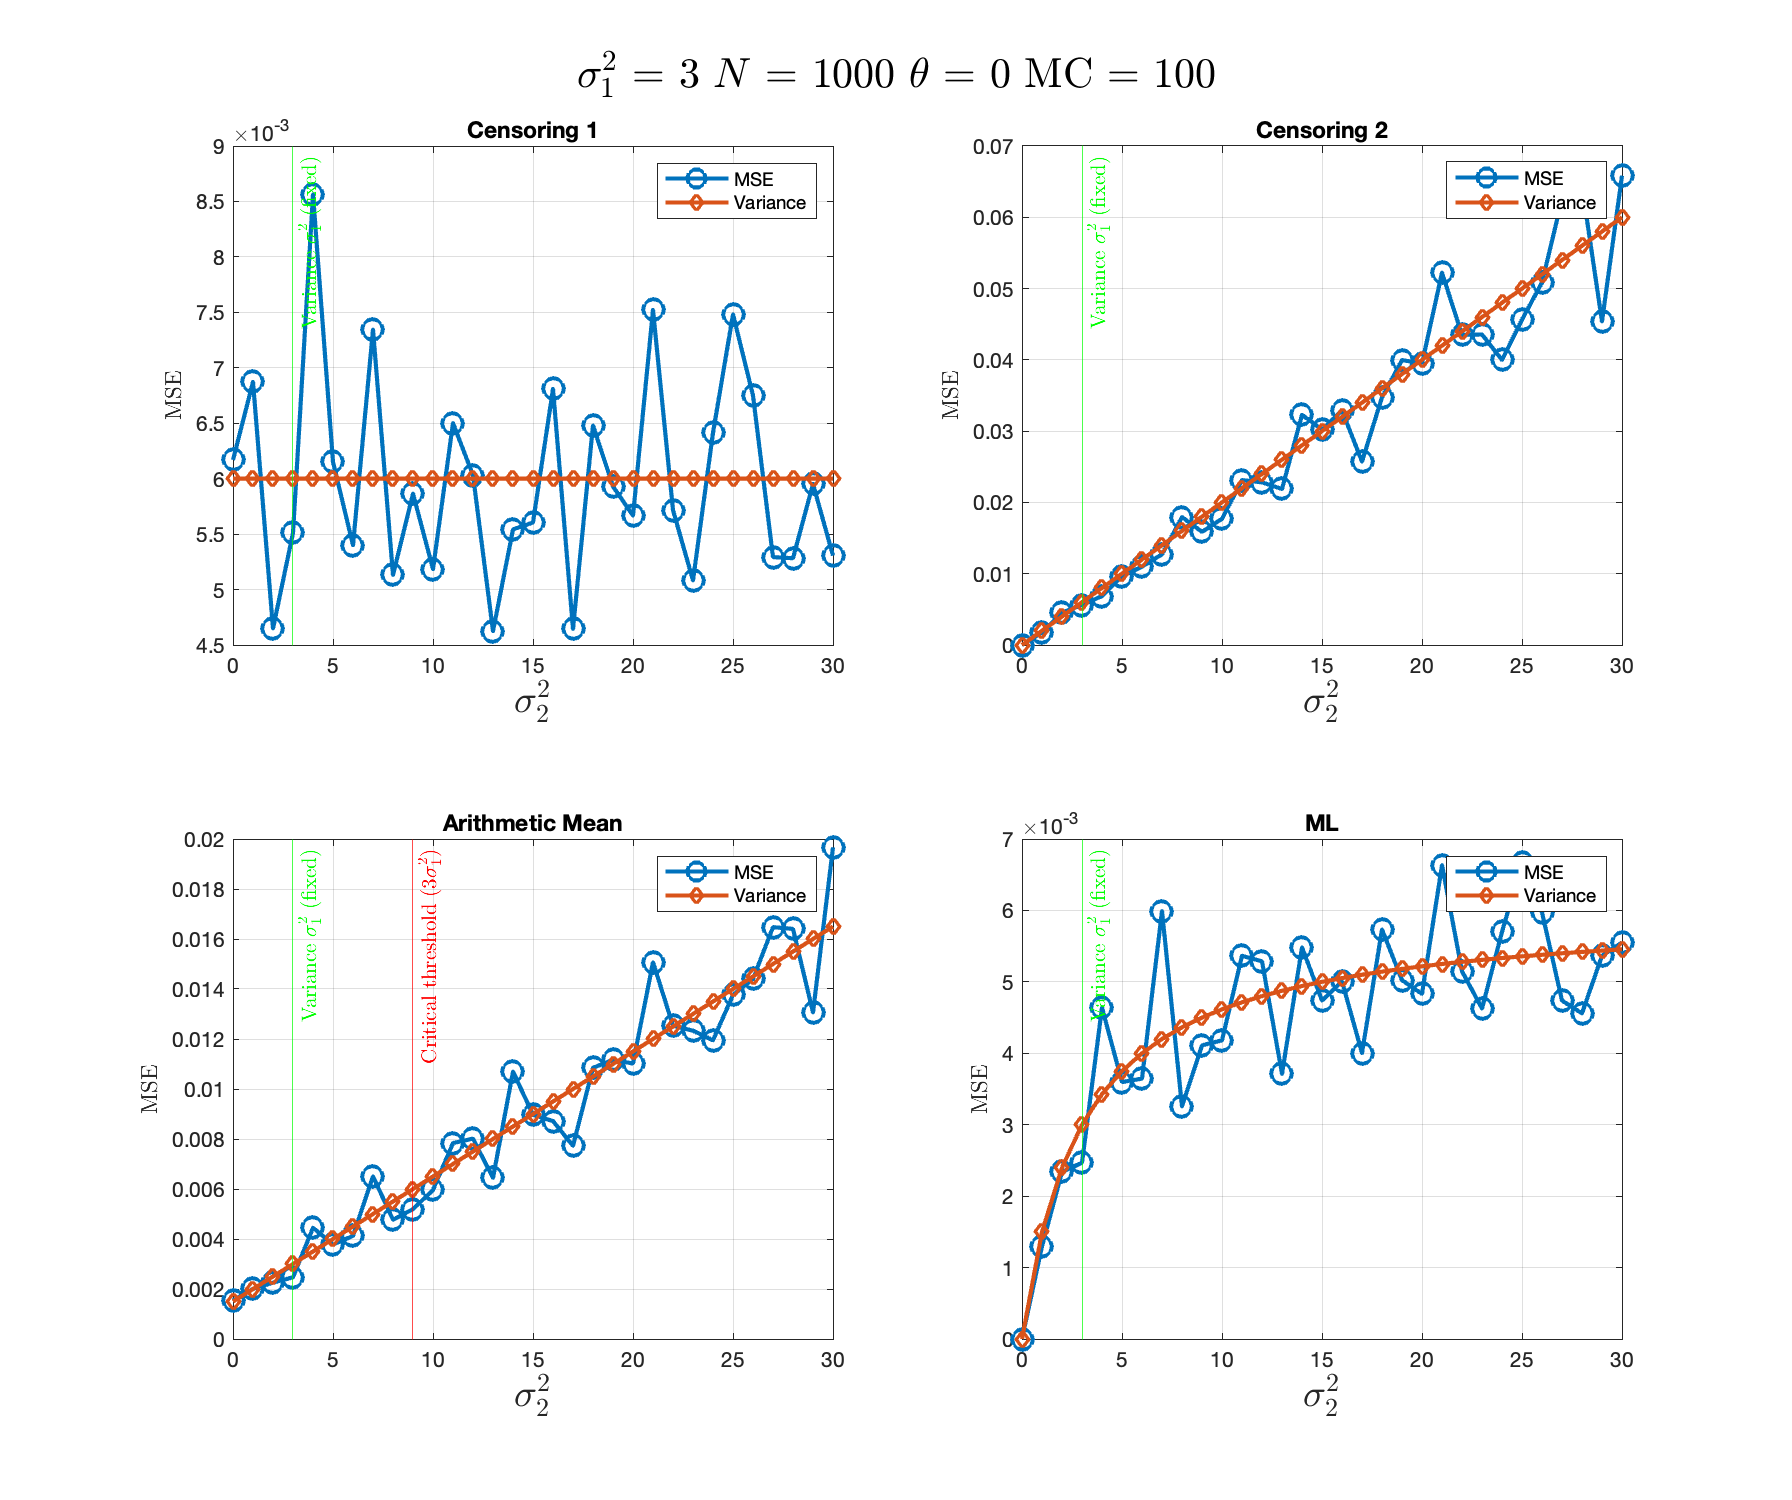 σ₁² = 3 N = 1000 θ = 0 MC = 100
Censoring 1
×10⁻³
9
8.5
8
7.5
7
6.5
6
5.5
5
4.5
MSE
0 5 10 15 20 25 30
σ₂²
Variance σ₁² (fixed)
MSE
Variance
Censoring 2
0.07
0.06
0.05
0.04
0.03
0.02
0.01
0
MSE
0 5 10 15 20 25 30
σ₂²
Variance σ₁² (fixed)
MSE
Variance
Arithmetic Mean
0.02
0.018
0.016
0.014
0.012
0.01
0.008
0.006
0.004
0.002
0
MSE
0 5 10 15 20 25 30
σ₂²
Variance σ₁² (fixed)
Critical threshold (3σ₁²)
MSE
Variance
ML
×10⁻³
7
6
5
4
3
2
1
0
MSE
0 5 10 15 20 25 30
σ₂²
Variance σ₁² (fixed)
MSE
Variance